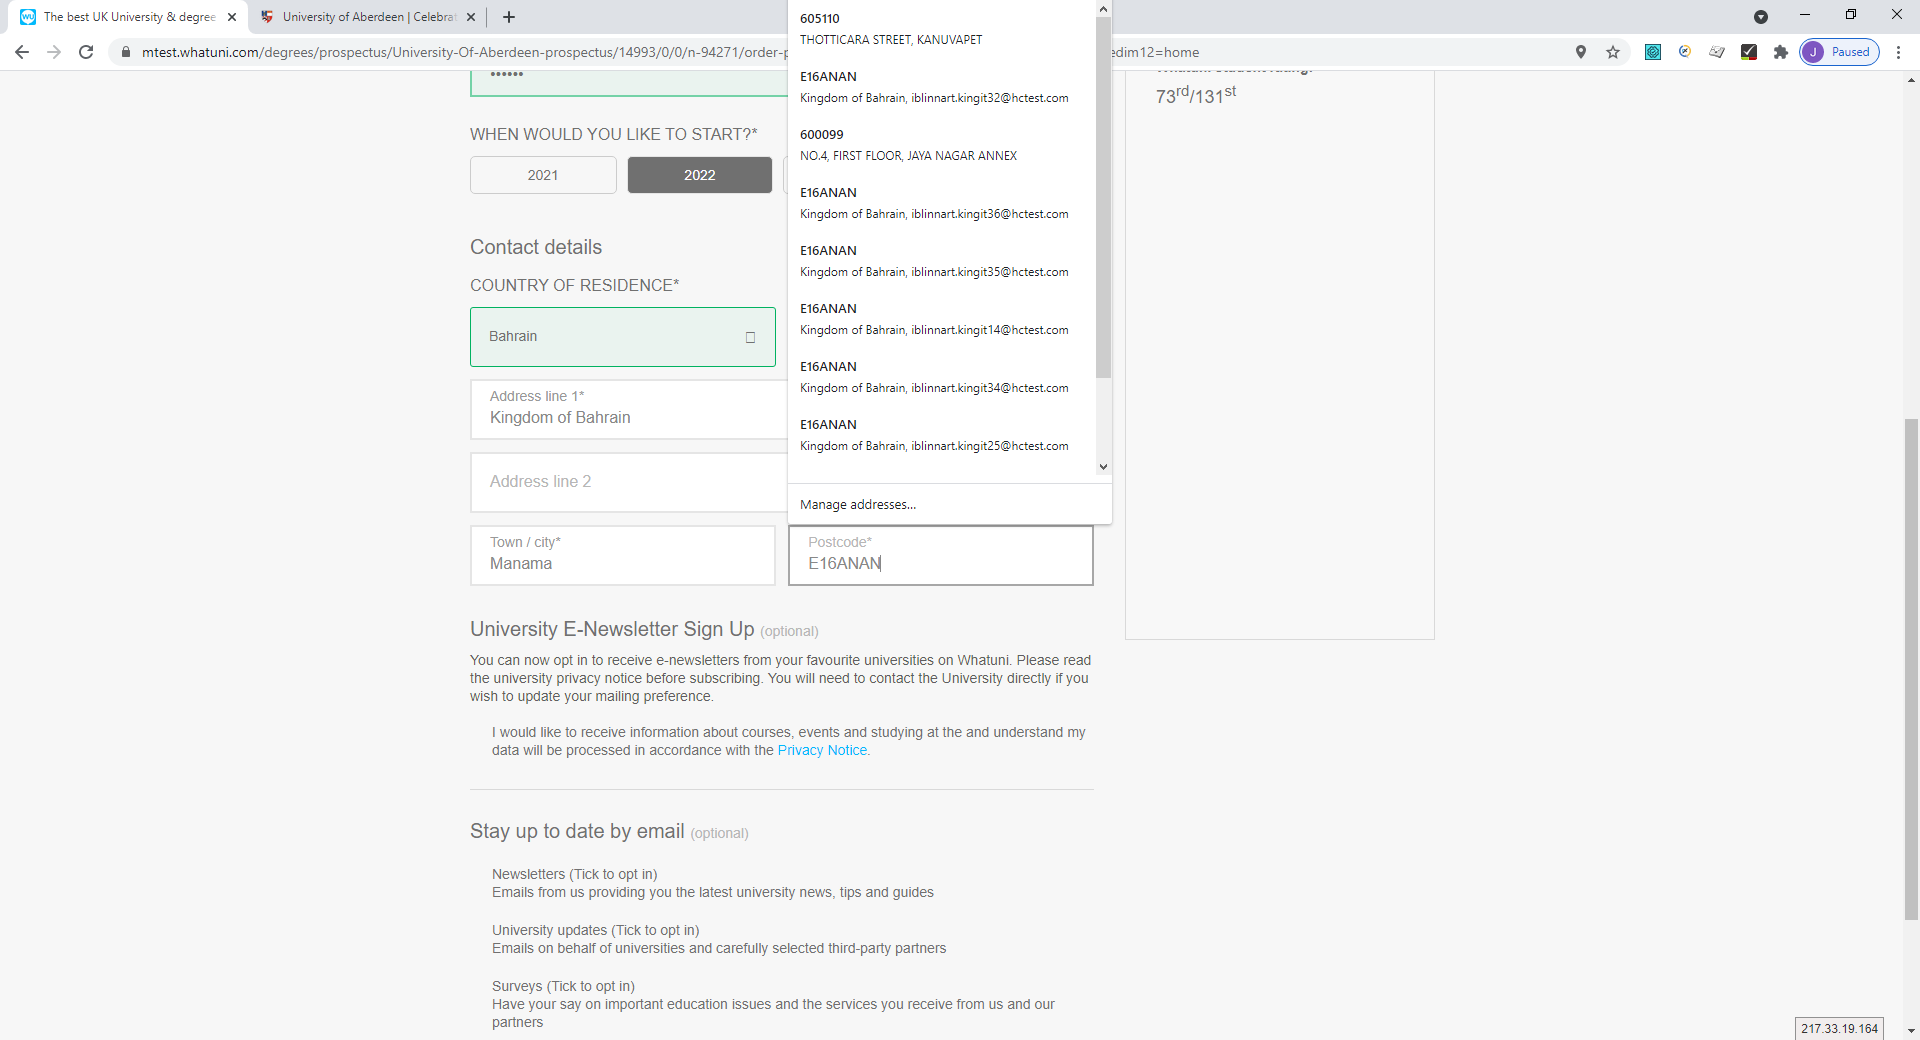 The best UK University & degree
University of Aberdeen | Celebrat
mtest.whatuni.com/degrees/prospectus/University-Of-Aberdeen-prospectus/14993/0/0/n-94271/order-p
edim12=home
J
Paused
605110
THOTTICARA STREET, KANUVAPET
E16ANAN
Kingdom of Bahrain, iblinnart.kingit32@hctest.com
600099
NO.4, FIRST FLOOR, JAYA NAGAR ANNEX
E16ANAN
Kingdom of Bahrain, iblinnart.kingit36@hctest.com
E16ANAN
Kingdom of Bahrain, iblinnart.kingit35@hctest.com
E16ANAN
Kingdom of Bahrain, iblinnart.kingit14@hctest.com
E16ANAN
Kingdom of Bahrain, iblinnart.kingit34@hctest.com
E16ANAN
Kingdom of Bahrain, iblinnart.kingit25@hctest.com
Manage addresses...
73rd/131st
WHEN WOULD YOU LIKE TO START?*
2021
2022
Contact details
COUNTRY OF RESIDENCE*
Bahrain
Address line 1*
Kingdom of Bahrain
Address line 2
Town / city*
Manama
Postcode*
E16ANAN
University E-Newsletter Sign Up (optional)
You can now opt in to receive e-newsletters from your favourite universities on Whatuni. Please read
the university privacy notice before subscribing. You will need to contact the University directly if you
wish to update your mailing preference.
I would like to receive information about courses, events and studying at the and understand my
data will be processed in accordance with the Privacy Notice.
Stay up to date by email (optional)
Newsletters (Tick to opt in)
Emails from us providing you the latest university news, tips and guides
University updates (Tick to opt in)
Emails on behalf of universities and carefully selected third-party partners
Surveys (Tick to opt in)
Have your say on important education issues and the services you receive from us and our
partners
217.33.19.164